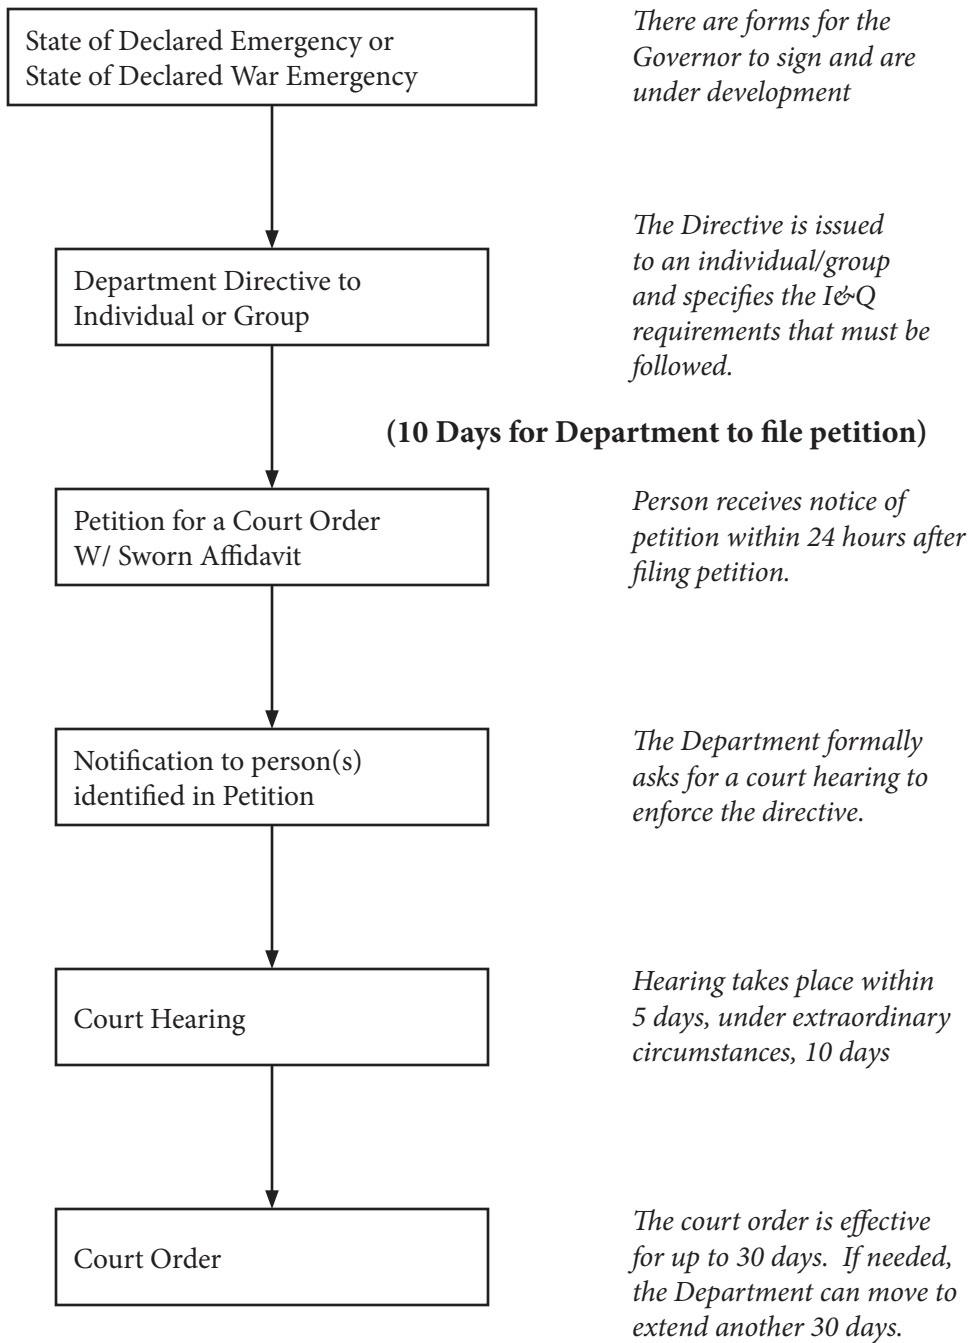 State of Declared Emergency or
State of Declared War Emergency
There are forms for the
Governor to sign and are
under development
Department Directive to
Individual or Group
The Directive is issued
to an individual/group
and specifies the I&Q
requirements that must be
followed.
(10 Days for Department to file petition)
Petition for a Court Order
W/ Sworn Affidavit
Person receives notice of
petition within 24 hours after
filing petition.
Notification to person(s)
identified in Petition
The Department formally
asks for a court hearing to
enforce the directive.
Court Hearing
Hearing takes place within
5 days, under extraordinary
circumstances, 10 days
Court Order
The court order is effective
for up to 30 days.  If needed,
the Department can move to
extend another 30 days.